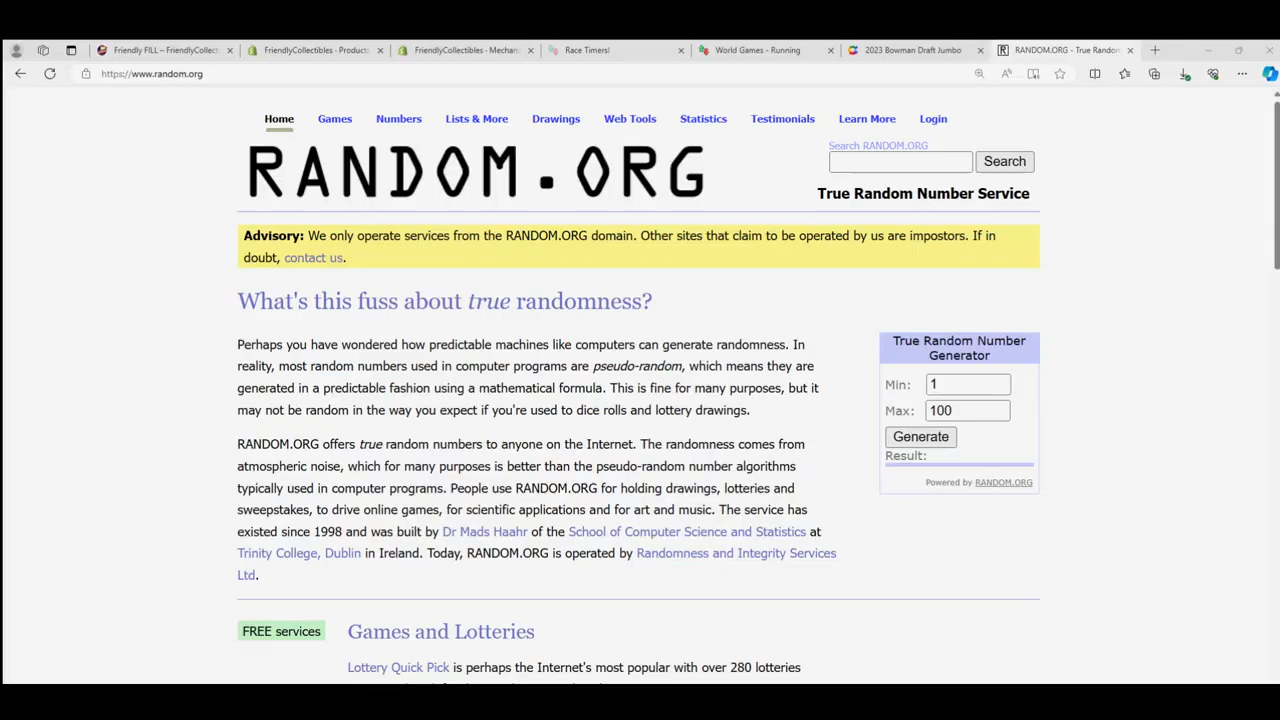 Friendly FILL – FriendlyCollect
FriendlyCollectibles - Product
FriendlyCollectibles - Mechan
Race Timers!
World Games - Running
2023 Bowman Draft Jumbo
RANDOM.ORG - True Random
https://www.random.org
Home
Games
Numbers
Lists & More
Drawings
Web Tools
Statistics
Testimonials
Learn More
Login
RANDOM.ORG
Search RANDOM.ORG
Search
True Random Number Service
Advisory: We only operate services from the RANDOM.ORG domain. Other sites that claim to be operated by us are impostors. If in
doubt, contact us.
What's this fuss about true randomness?
Perhaps you have wondered how predictable machines like computers can generate randomness. In
reality, most random numbers used in computer programs are pseudo-random, which means they are
generated in a predictable fashion using a mathematical formula. This is fine for many purposes, but it
may not be random in the way you expect if you're used to dice rolls and lottery drawings.
RANDOM.ORG offers true random numbers to anyone on the Internet. The randomness comes from
atmospheric noise, which for many purposes is better than the pseudo-random number algorithms
typically used in computer programs. People use RANDOM.ORG for holding drawings, lotteries and
sweepstakes, to drive online games, for scientific applications and for art and music. The service has
existed since 1998 and was built by Dr Mads Haahr of the School of Computer Science and Statistics at
Trinity College, Dublin in Ireland. Today, RANDOM.ORG is operated by Randomness and Integrity Services
Ltd.
True Random Number
Generator
Min: 1
Max: 100
Generate
Result:
Powered by RANDOM.ORG
FREE services
Games and Lotteries
Lottery Quick Pick is perhaps the Internet's most popular with over 280 lotteries